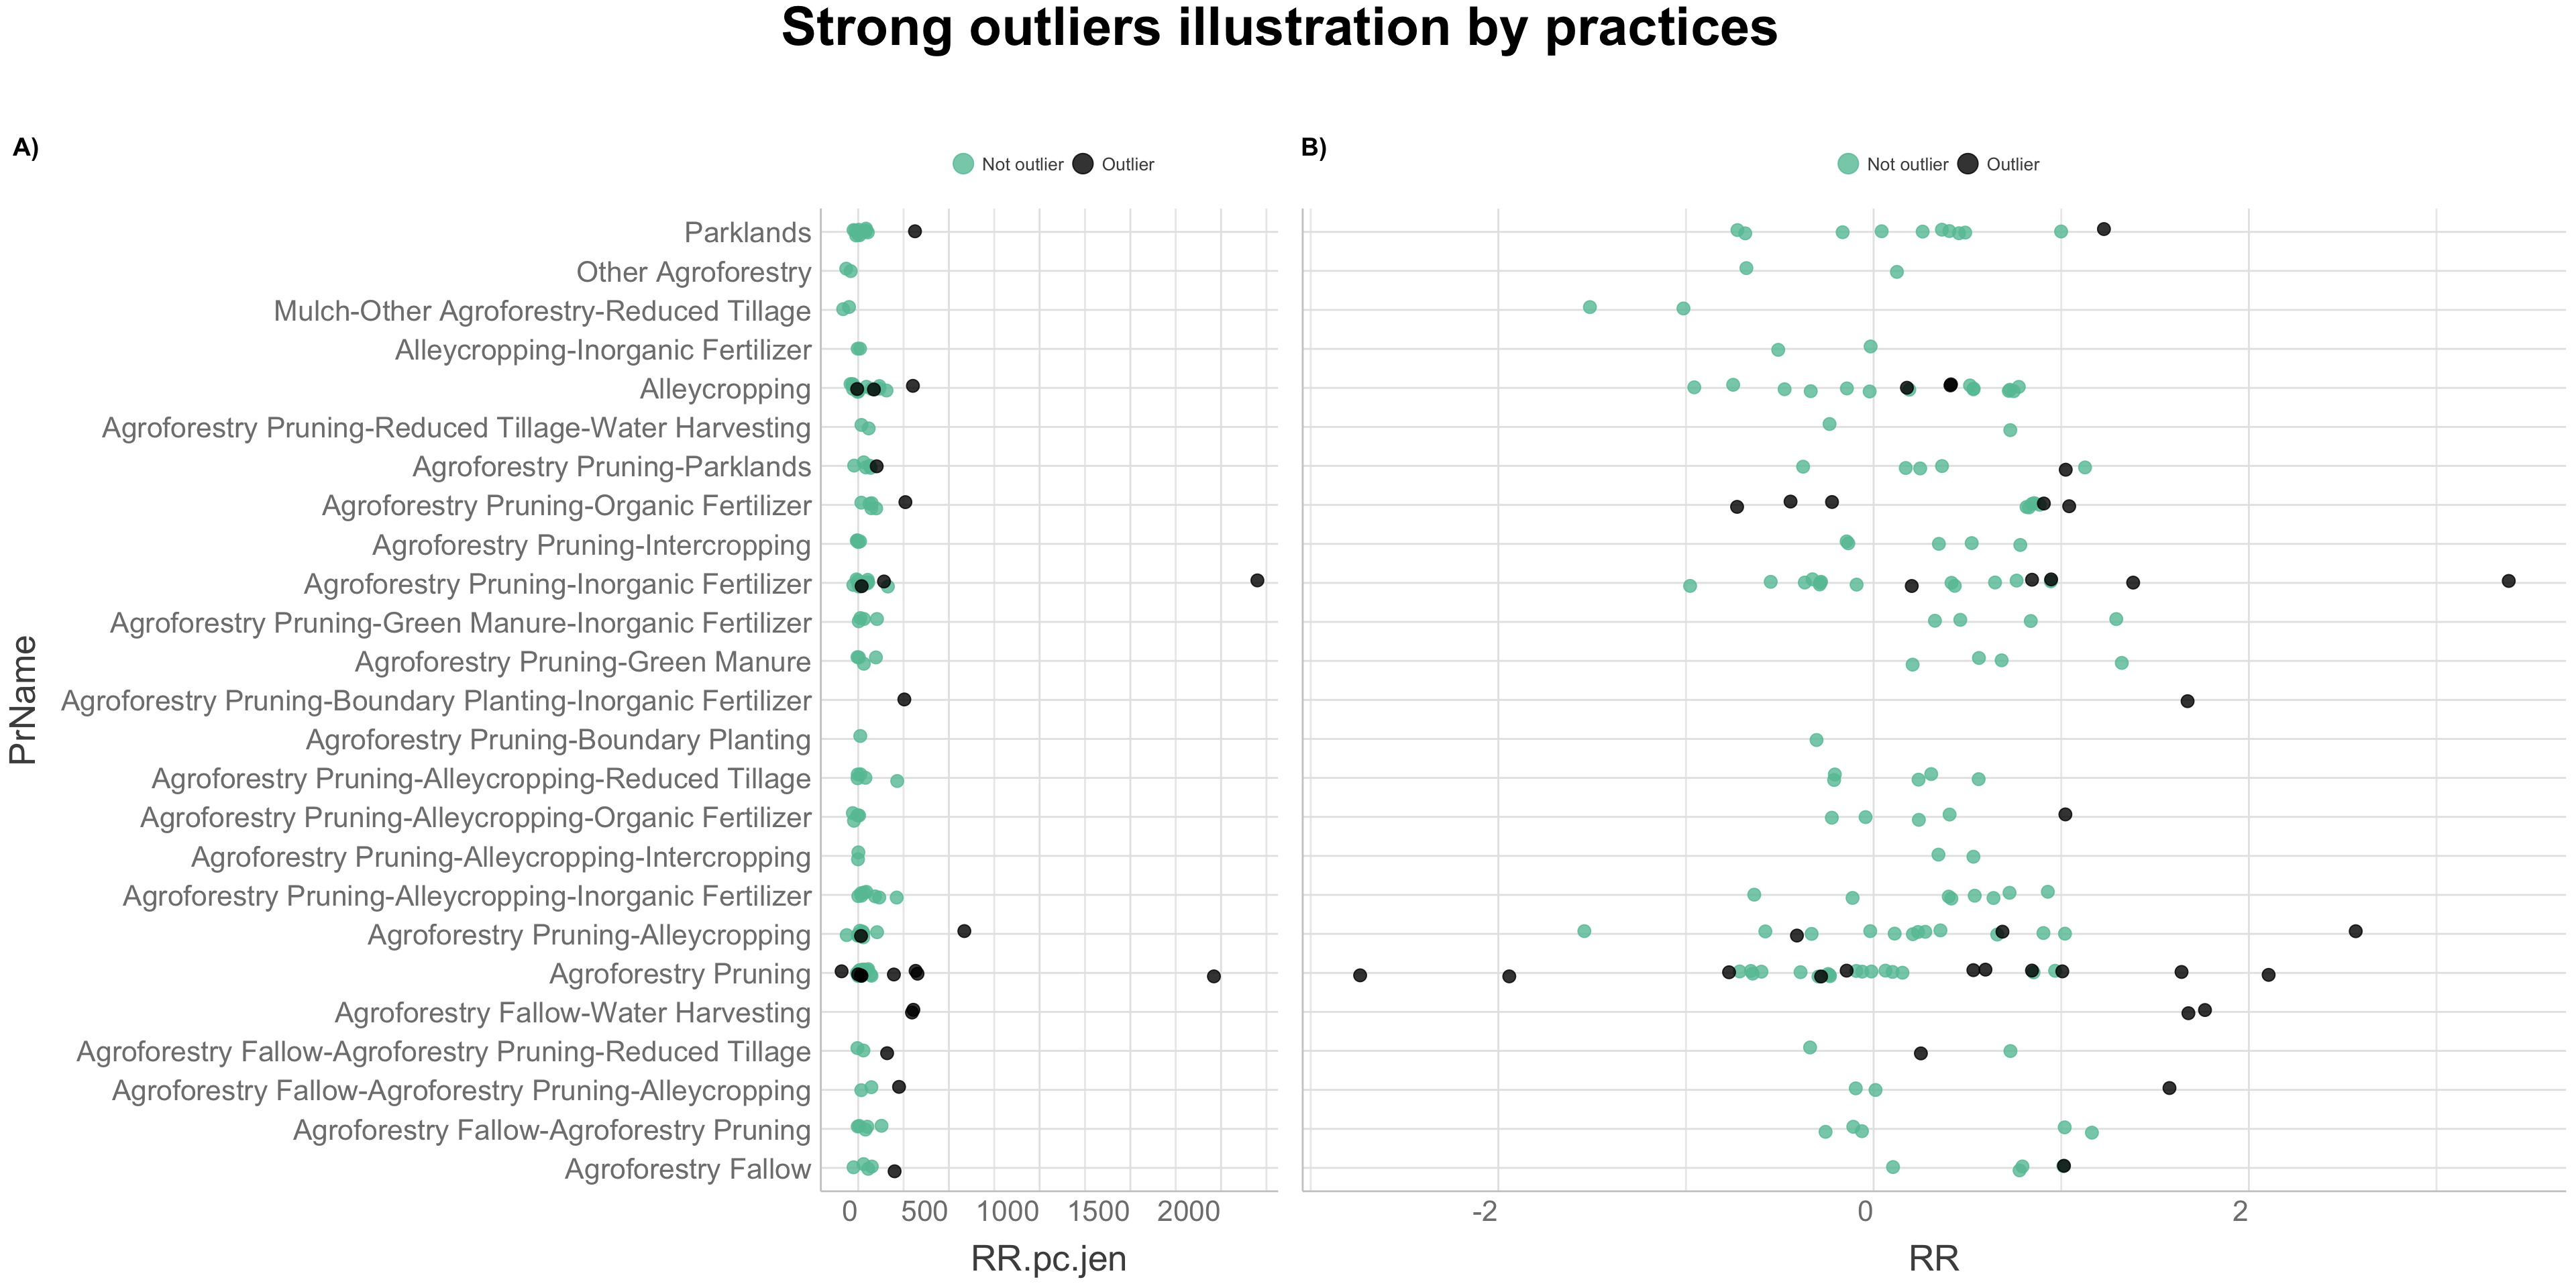 Strong outliers illustration by practices
A)
Not outlier Outlier
B)
Not outlier Outlier
PrName
Parklands
Other Agroforestry
Mulch-Other Agroforestry-Reduced Tillage
Alleycropping-Inorganic Fertilizer
Alleycropping
Agroforestry Pruning-Reduced Tillage-Water Harvesting
Agroforestry Pruning-Parklands
Agroforestry Pruning-Organic Fertilizer
Agroforestry Pruning-Intercropping
Agroforestry Pruning-Inorganic Fertilizer
Agroforestry Pruning-Green Manure-Inorganic Fertilizer
Agroforestry Pruning-Green Manure
Agroforestry Pruning-Boundary Planting-Inorganic Fertilizer
Agroforestry Pruning-Boundary Planting
Agroforestry Pruning-Alleycropping-Reduced Tillage
Agroforestry Pruning-Alleycropping-Organic Fertilizer
Agroforestry Pruning-Alleycropping-Intercropping
Agroforestry Pruning-Alleycropping-Inorganic Fertilizer
Agroforestry Pruning-Alleycropping
Agroforestry Pruning
Agroforestry Fallow-Water Harvesting
Agroforestry Fallow-Agroforestry Pruning-Reduced Tillage
Agroforestry Fallow-Agroforestry Pruning-Alleycropping
Agroforestry Fallow-Agroforestry Pruning
Agroforestry Fallow
0 500 1000 1500 2000
RR.pc.jen
-2 0 2
RR